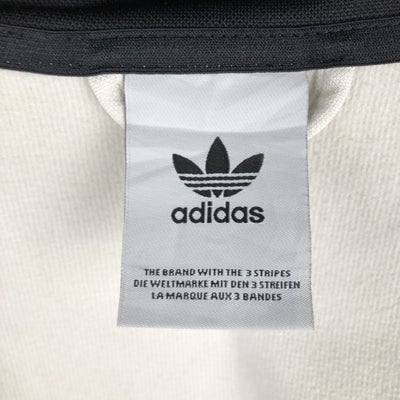 adidas
THE BRAND WITH THE 3 STRIPES
DIE WELTMARKE MIT DEN 3 STREIFEN
LA MARQUE AUX 3 BANDES